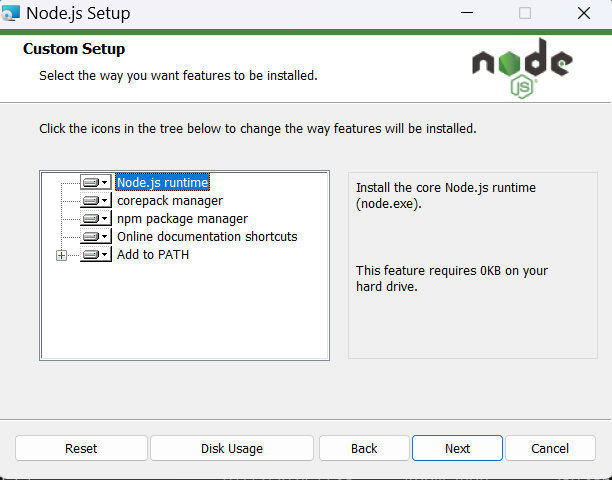 Node.js Setup
Custom Setup
Select the way you want features to be installed.
node
JS
Click the icons in the tree below to change the way features will be installed.
Node.js runtime
corepack manager
npm package manager
Online documentation shortcuts
Add to PATH
Install the core Node.js runtime
(node.exe).
This feature requires 0KB on your
hard drive.
Reset
Disk Usage
Back
Next
Cancel